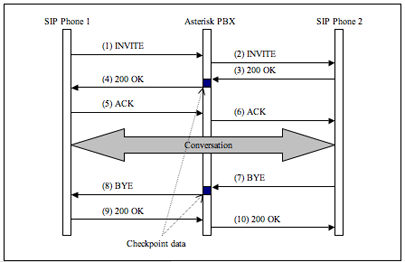 SIP Phone 1
Asterisk PBX
SIP Phone 2
(1) INVITE
(2) INVITE
(3) 200 OK
(4) 200 OK
(5) ACK
(6) ACK
Conversation
(7) BYE
(8) BYE
(9) 200 OK
(10) 200 OK
Checkpoint data